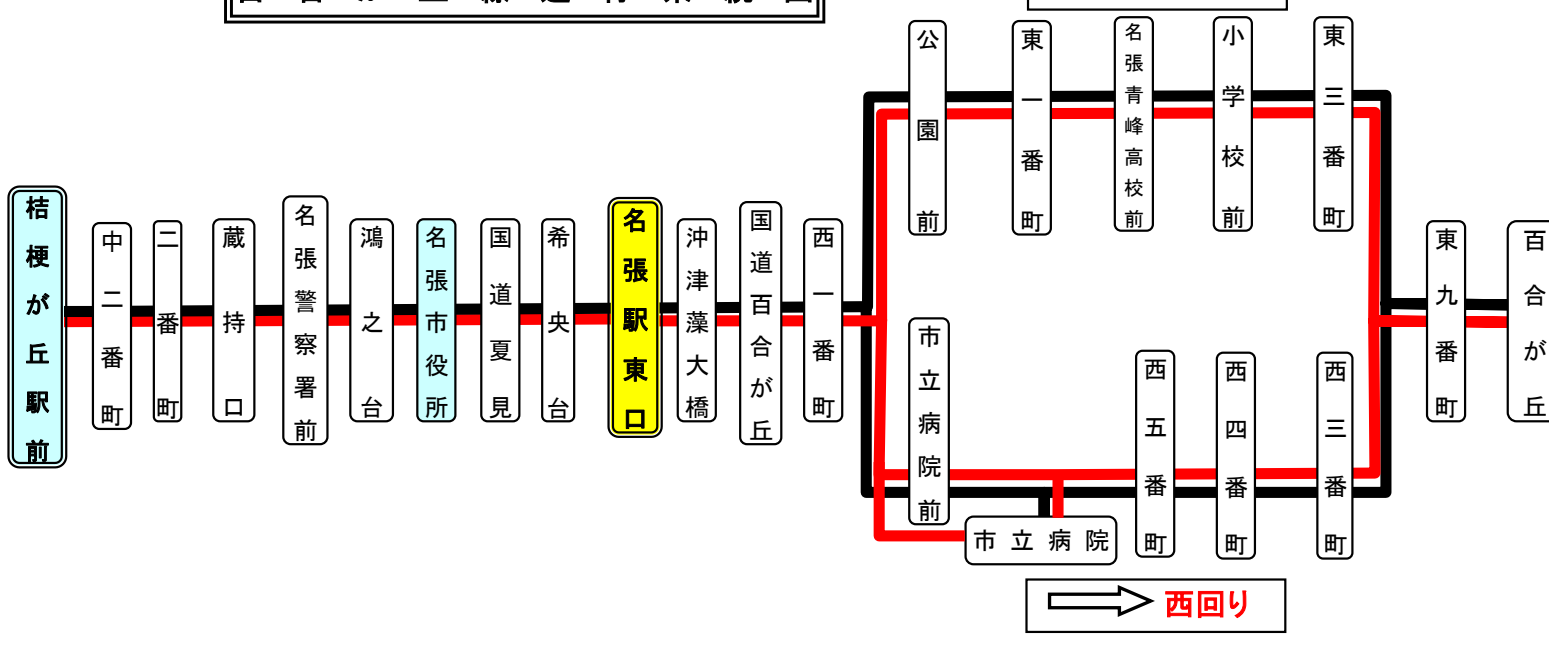 公園前
東一番町
名張青峰高校前
小学校前
東三番町
桔梗が丘駅前
中二番町
二番町
蔵持口
名張警察署前
鴻之台
名張市役所
国道夏見
希央台
名張駅東口
沖津藻大橋
国道百合が丘
西一番町
市立病院前
市立病院
西五番町
西四番町
西三番町
東九番町
百合が丘
西回り